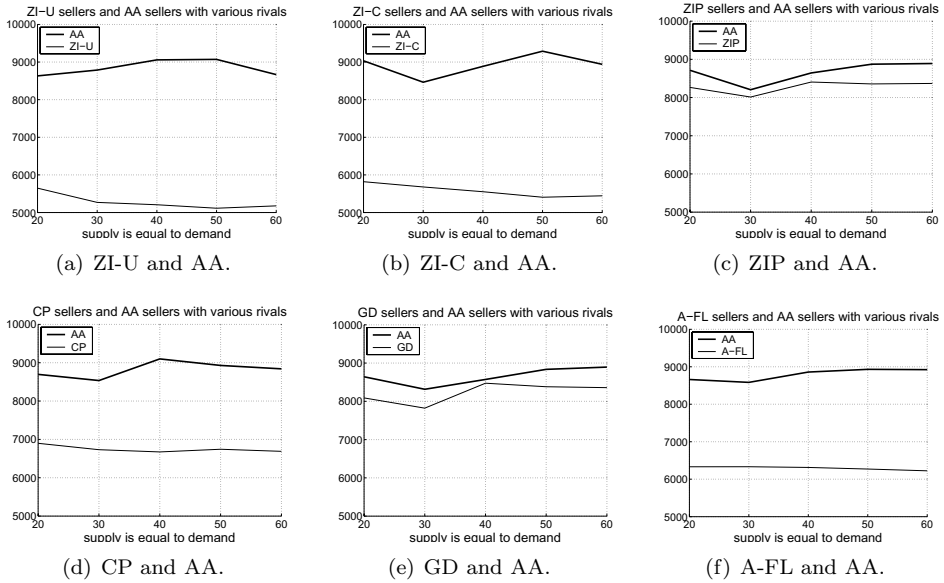 ZI−U sellers and AA sellers with various rivals
10000
9000
8000
7000
6000
5000
AA
ZI−U
20 30 40 50 60
supply is equal to demand
(a) ZI-U and AA.
ZI−C sellers and AA sellers with various rivals
10000
9000
8000
7000
6000
5000
AA
ZI−C
20 30 40 50 60
supply is equal to demand
(b) ZI-C and AA.
ZIP sellers and AA sellers with various rivals
10000
9000
8000
7000
6000
5000
AA
ZIP
20 30 40 50 60
supply is equal to demand
(c) ZIP and AA.
CP sellers and AA sellers with various rivals
10000
9000
8000
7000
6000
5000
AA
CP
20 30 40 50 60
supply is equal to demand
(d) CP and AA.
GD sellers and AA sellers with various rivals
10000
9000
8000
7000
6000
5000
AA
GD
20 30 40 50 60
supply is equal to demand
(e) GD and AA.
A−FL sellers and AA sellers with various rivals
10000
9000
8000
7000
6000
5000
AA
A−FL
20 30 40 50 60
supply is equal to demand
(f) A-FL and AA.